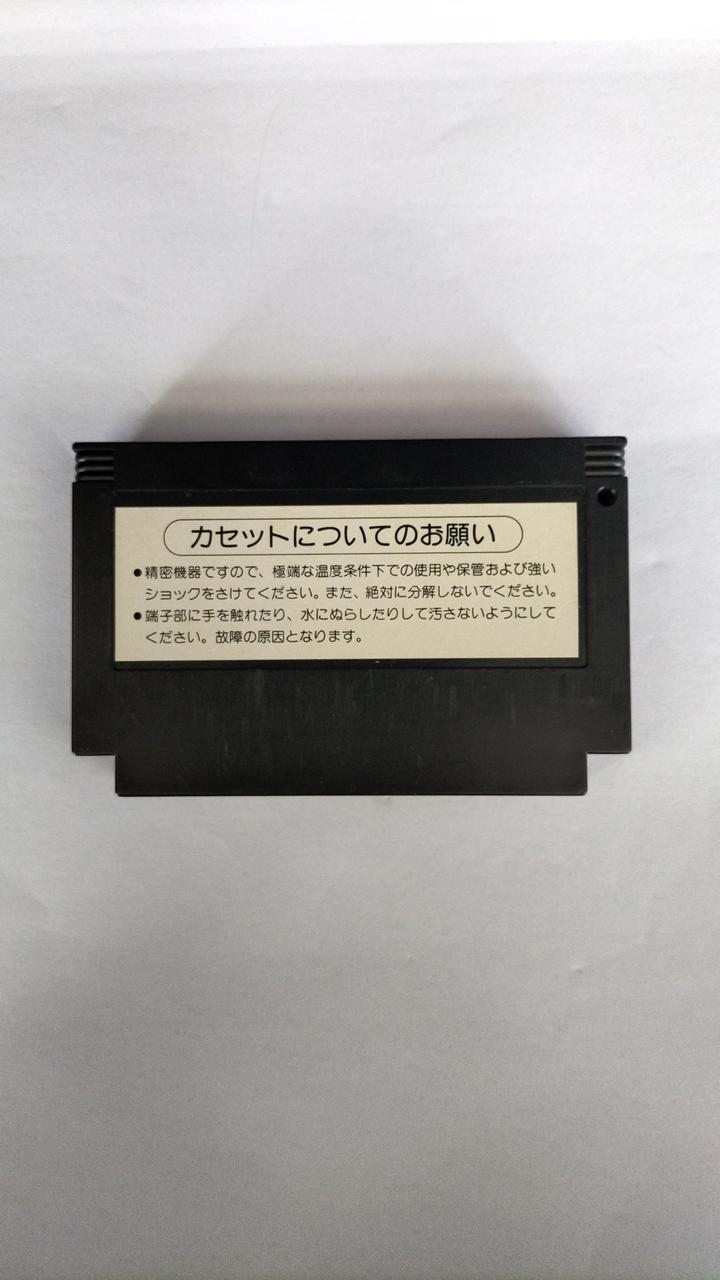 カセットについてのお願い
●精密機器ですので、極端な温度条件下での使用や保管および強い
ショックをさけてください。また、絶対に分解しないでください。
●端子部に手を触れたり、水にぬらしたりして汚さないようにして
ください。故障の原因となります。